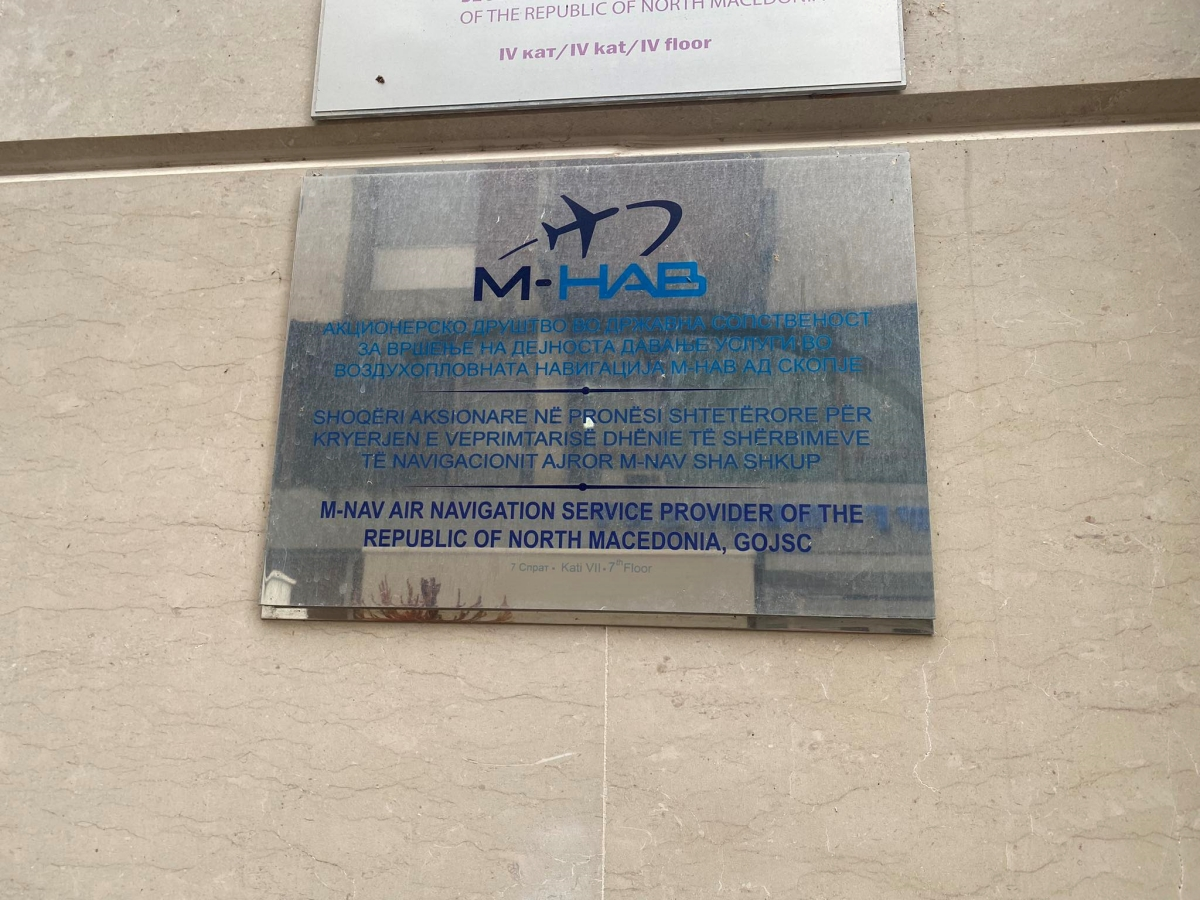 OF THE REPUBLIC OF NORTH MACEDONIA
IV кат/IV kat/IV floor
М-НАВ
АКЦИОНЕРСКО ДРУШТВО ВО ДРЖАВНА СОПСТВЕНОСТ
ЗА ВРШЕЊЕ НА ДЕЈНОСТА ДАВАЊЕ УСЛУГИ ВО
ВОЗДУХОПЛОВНАТА НАВИГАЦИЈА М-НАВ АД СКОПЈЕ
SHOQËRI AKSIONARE NË PRONËSI SHTETËRORE PËR
KRYERJEN E VEPRIMTARISË DHËNIE TË SHËRBIMEVE
TË NAVIGACIONIT AJROR M-NAV SHA SHKUP
M-NAV AIR NAVIGATION SERVICE PROVIDER OF THE
REPUBLIC OF NORTH MACEDONIA, GOJSC
7 Спрат • Kati VII • 7th Floor